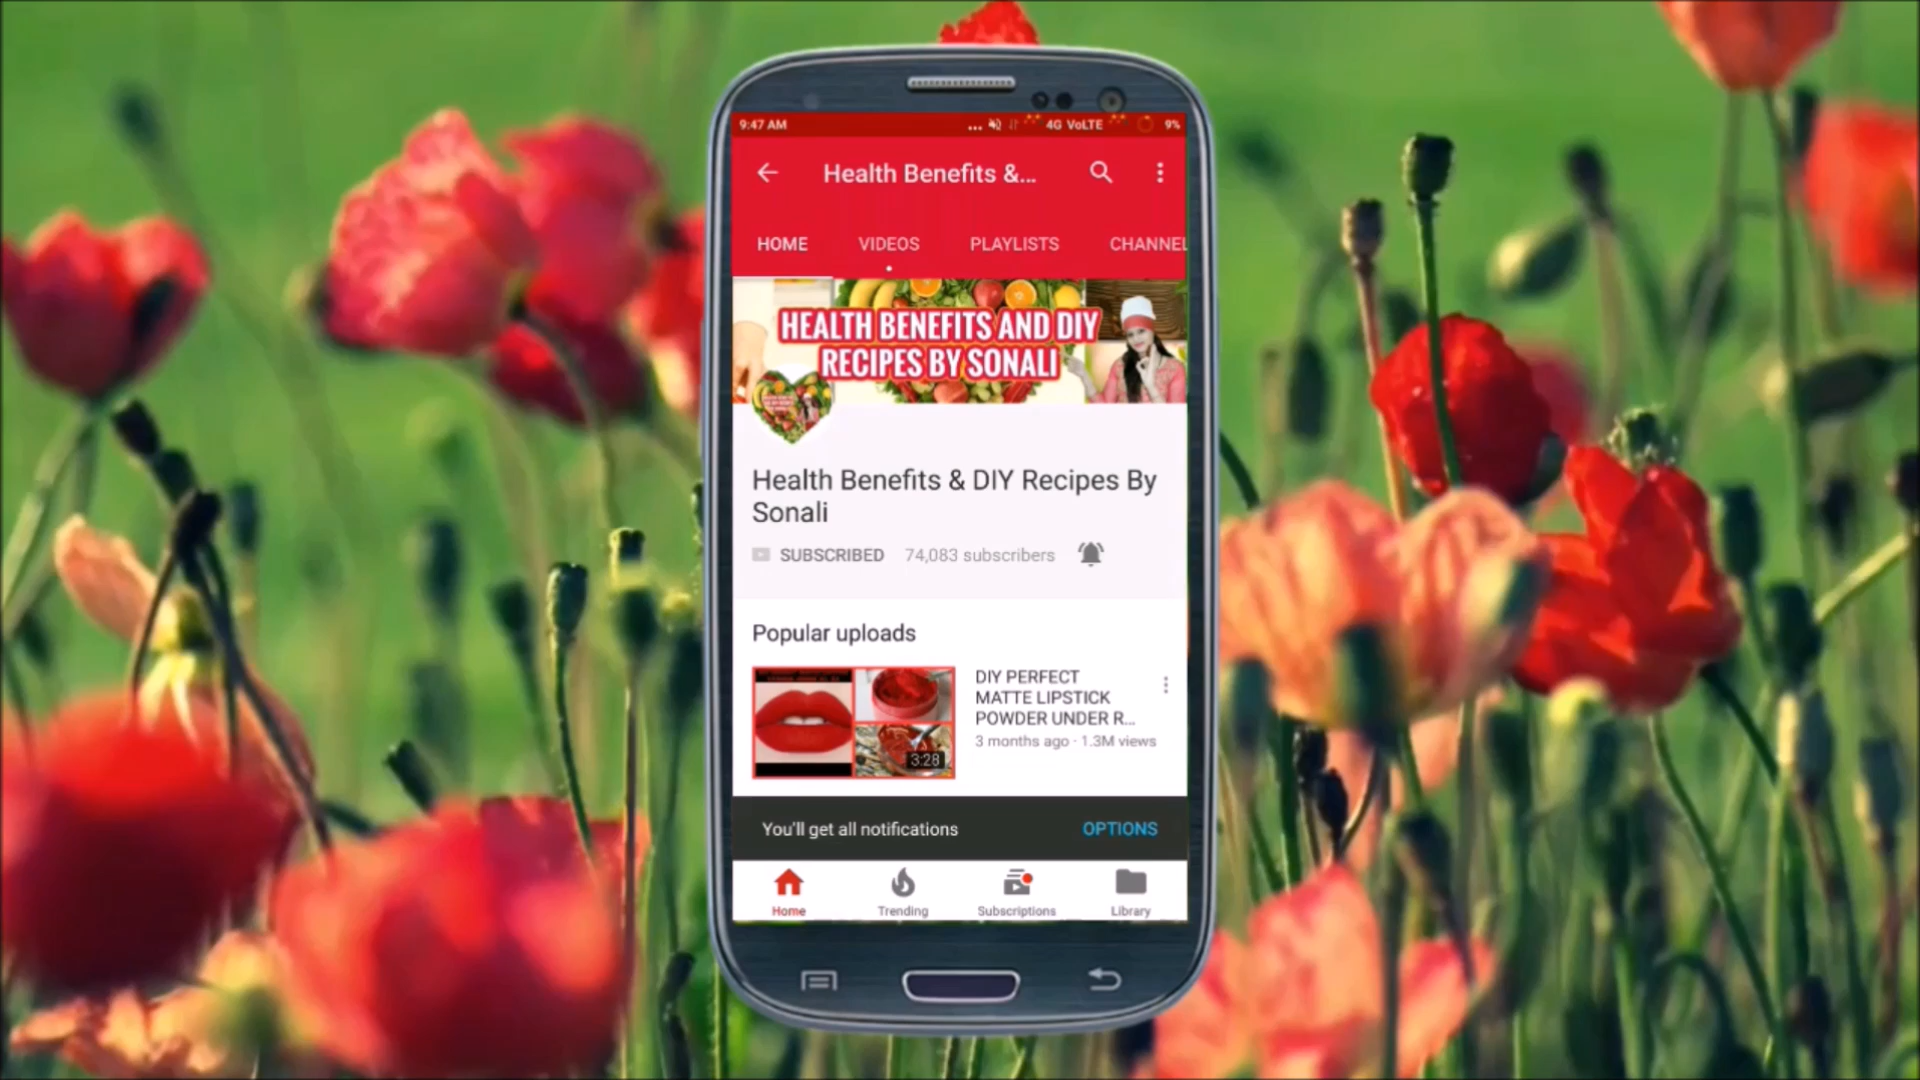 9:47 AM
4G VoLTE
9%
Health Benefits &...
HOME
VIDEOS
PLAYLISTS
CHANNEL
HEALTH BENEFITS AND DIY
RECIPES BY SONALI
Health Benefits & DIY Recipes By
Sonali
SUBSCRIBED
74,083 subscribers
Popular uploads
DIY PERFECT
MATTE LIPSTICK
POWDER UNDER R...
3 months ago · 1.3M views
3:28
You'll get all notifications
OPTIONS
Home
Trending
Subscriptions
Library